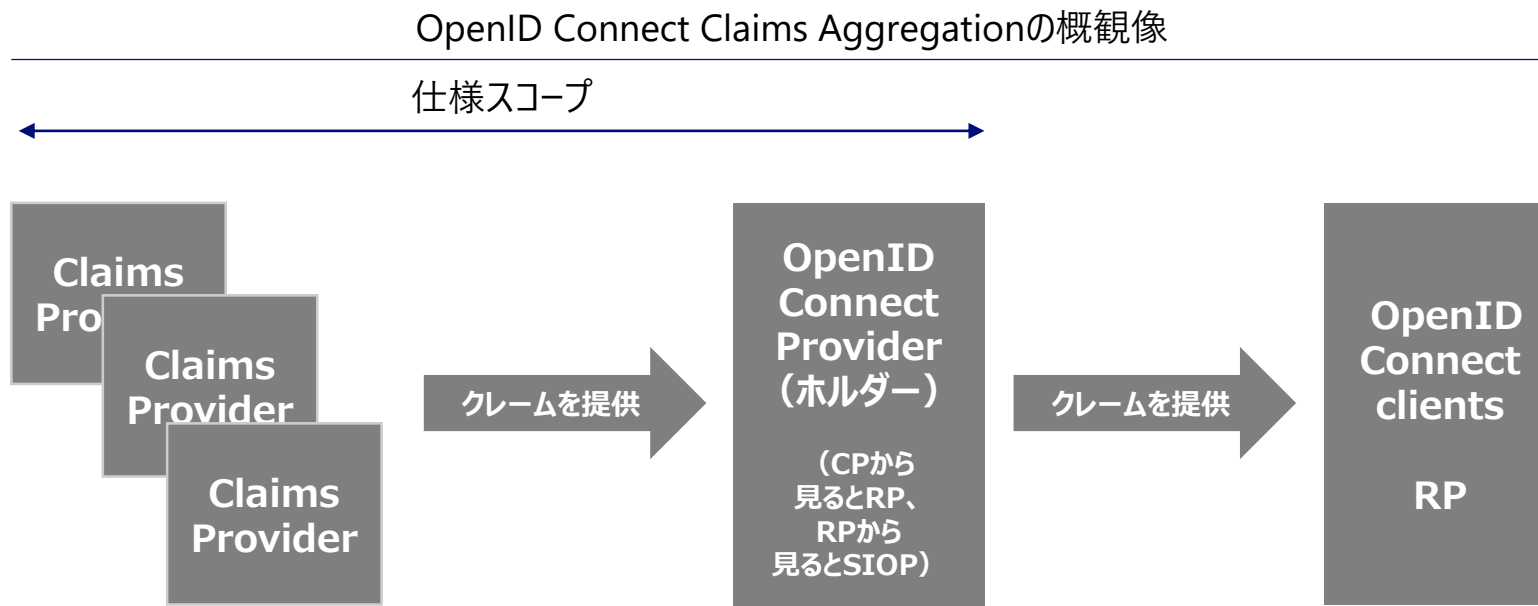 OpenID Connect Claims Aggregationの概観像
仕様スコープ
Claims
Pro
Claims
Provider
Claims
Provider
クレームを提供
OpenID
Connect
Provider
（ホルダー）
（CPから
見るとRP、
RPから
見るとSIOP）
クレームを提供
OpenID
Connect
clients
RP